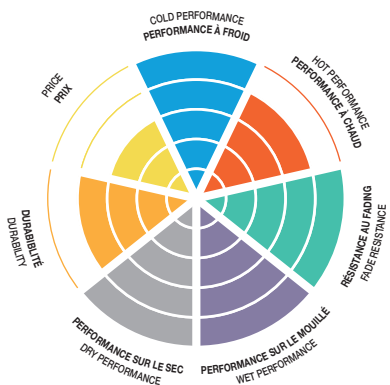 COLD PERFORMANCE
PERFORMANCE À FROID
HOT PERFORMANCE
PERFORMANCE À CHAUD
RÉSISTANCE AU FADING
FADE RESISTANCE
PERFORMANCE SUR LE MOUILLÉ
WET PERFORMANCE
PERFORMANCE SUR LE SEC
DRY PERFORMANCE
DURABIBLITÉ
DURABILITY
PRICE
PRIX